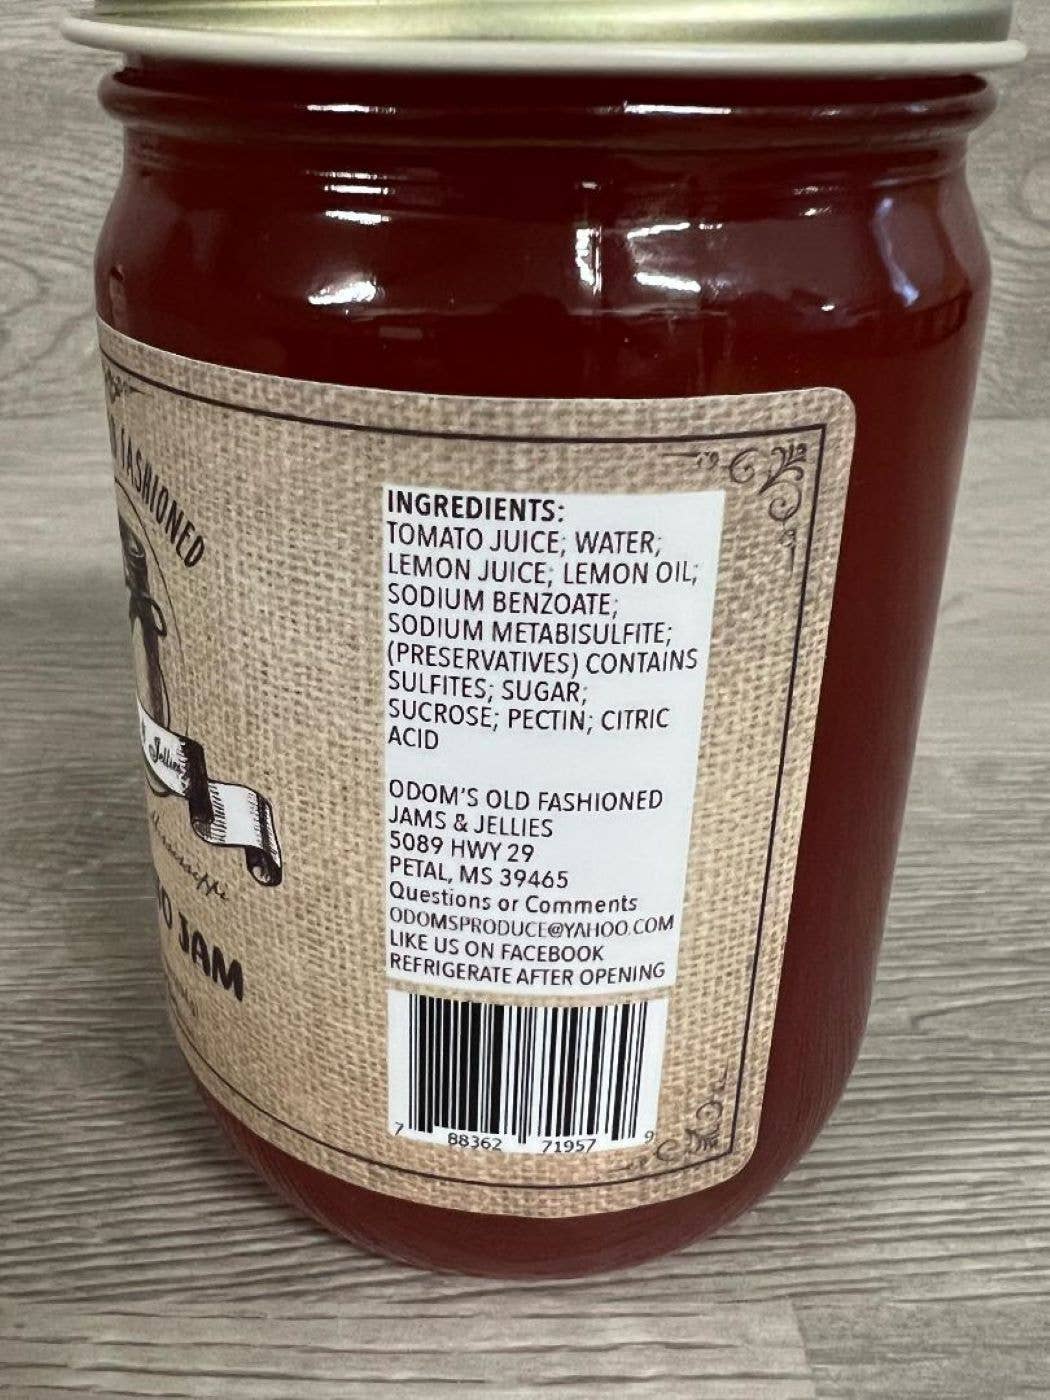 FASHIONED
Jellies
Mississippi
JAM
INGREDIENTS:
TOMATO JUICE; WATER;
LEMON JUICE; LEMON OIL;
SODIUM BENZOATE;
SODIUM METABISULFITE;
(PRESERVATIVES) CONTAINS
SULFITES; SUGAR;
SUCROSE; PECTIN; CITRIC
ACID
ODOM'S OLD FASHIONED
JAMS & JELLIES
5089 HWY 29
PETAL, MS 39465
Questions or Comments
ODOMSPRODUCE@YAHOO.COM
LIKE US ON FACEBOOK
REFRIGERATE AFTER OPENING
7 88362 71957 9